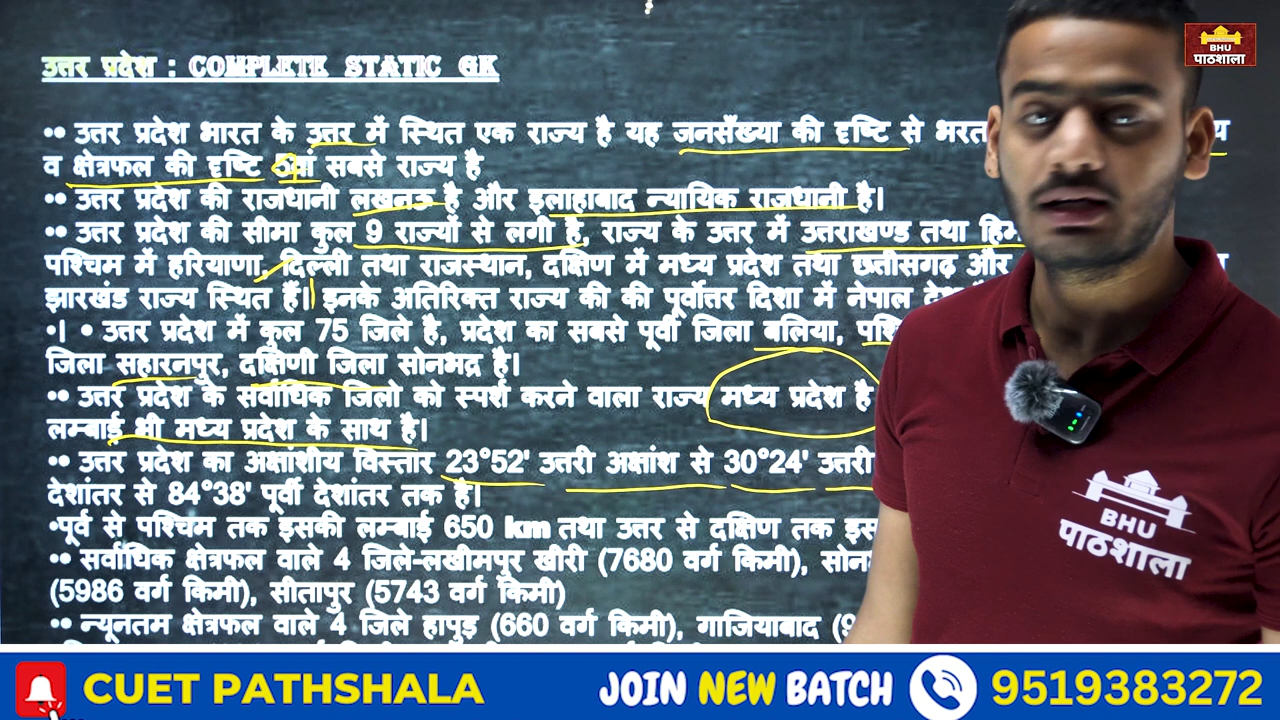 उत्तर प्रदेश : COMPLETE STATIC GK
BHU
पाठशाला
•• उत्तर प्रदेश भारत के उत्तर में स्थित एक राज्य है यह जनसँख्या की दृष्टि से भरत
व क्षेत्रफल की दृष्टि सबसे राज्य है
•• उत्तर प्रदेश की राजधानी लखनऊ है और इलाहाबाद न्यायिक राजधानी है।
•• उत्तर प्रदेश की सीमा कुल 9 राज्यों से लगी है, राज्य के उत्तर में उत्तराखण्ड तथा हिम
पश्चिम में हरियाणा, दिल्ली तथा राजस्थान, दक्षिण में मध्य प्रदेश तथा छत्तीसगढ़ और
झारखंड राज्य स्थित हैं। इनके अतिरिक्त राज्य की की पूर्वोत्तर दिशा में नेपाल देश
•। • उत्तर प्रदेश में कुल 75 जिले है, प्रदेश का सबसे पूर्वी जिला बलिया, पश्चि
जिला सहारनपुर, दक्षिणी जिला सोनभद्र है।
•• उत्तर प्रदेश के सर्वाधिक जिलो को स्पर्श करने वाला राज्य मध्य प्रदेश है
लम्बाई भी मध्य प्रदेश के साथ है।
•• उत्तर प्रदेश का अक्षांशीय विस्तार 23°52' उत्तरी अक्षांश से 30°24' उत्तरी
देशांतर से 84°38' पूर्वी देशांतर तक है।
•पूर्व से पश्चिम तक इसकी लम्बाई 650 km तथा उत्तर से दक्षिण तक इस
•• सर्वाधिक क्षेत्रफल वाले 4 जिले-लखीमपुर खीरी (7680 वर्ग किमी), सोन
(5986 वर्ग किमी), सीतापुर (5743 वर्ग किमी)
•• न्यूनतम क्षेत्रफल वाले 4 जिले हापुड़ (660 वर्ग किमी), गाजियाबाद (9
BHU
पाठशाला
CUET PATHSHALA JOIN NEW BATCH 9519383272